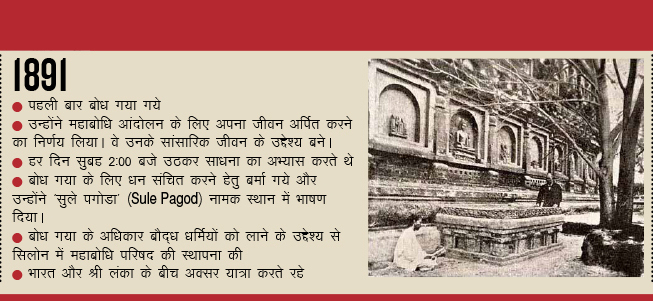 1891
● पहली बार बोध गया गये
● उन्होंने महाबोधि आंदोलन के लिए अपना जीवन अर्पित करने
का निर्णय लिया। वे उनके सांसारिक जीवन के उद्देश्य बने।
● हर दिन सुबह 2:00 बजे उठकर साधना का अभ्यास करते थे
● बोध गया के लिए धन संचित करने हेतु बर्मा गये और
उन्होंने 'सुले पगोडा' (Sule Pagod) नामक स्थान में भाषण
दिया।
● बोध गया के अधिकार बौद्ध धर्मियों को लाने के उद्देश्य से
सिलोन में महाबोधि परिषद की स्थापना की
● भारत और श्री लंका के बीच अक्सर यात्रा करते रहे